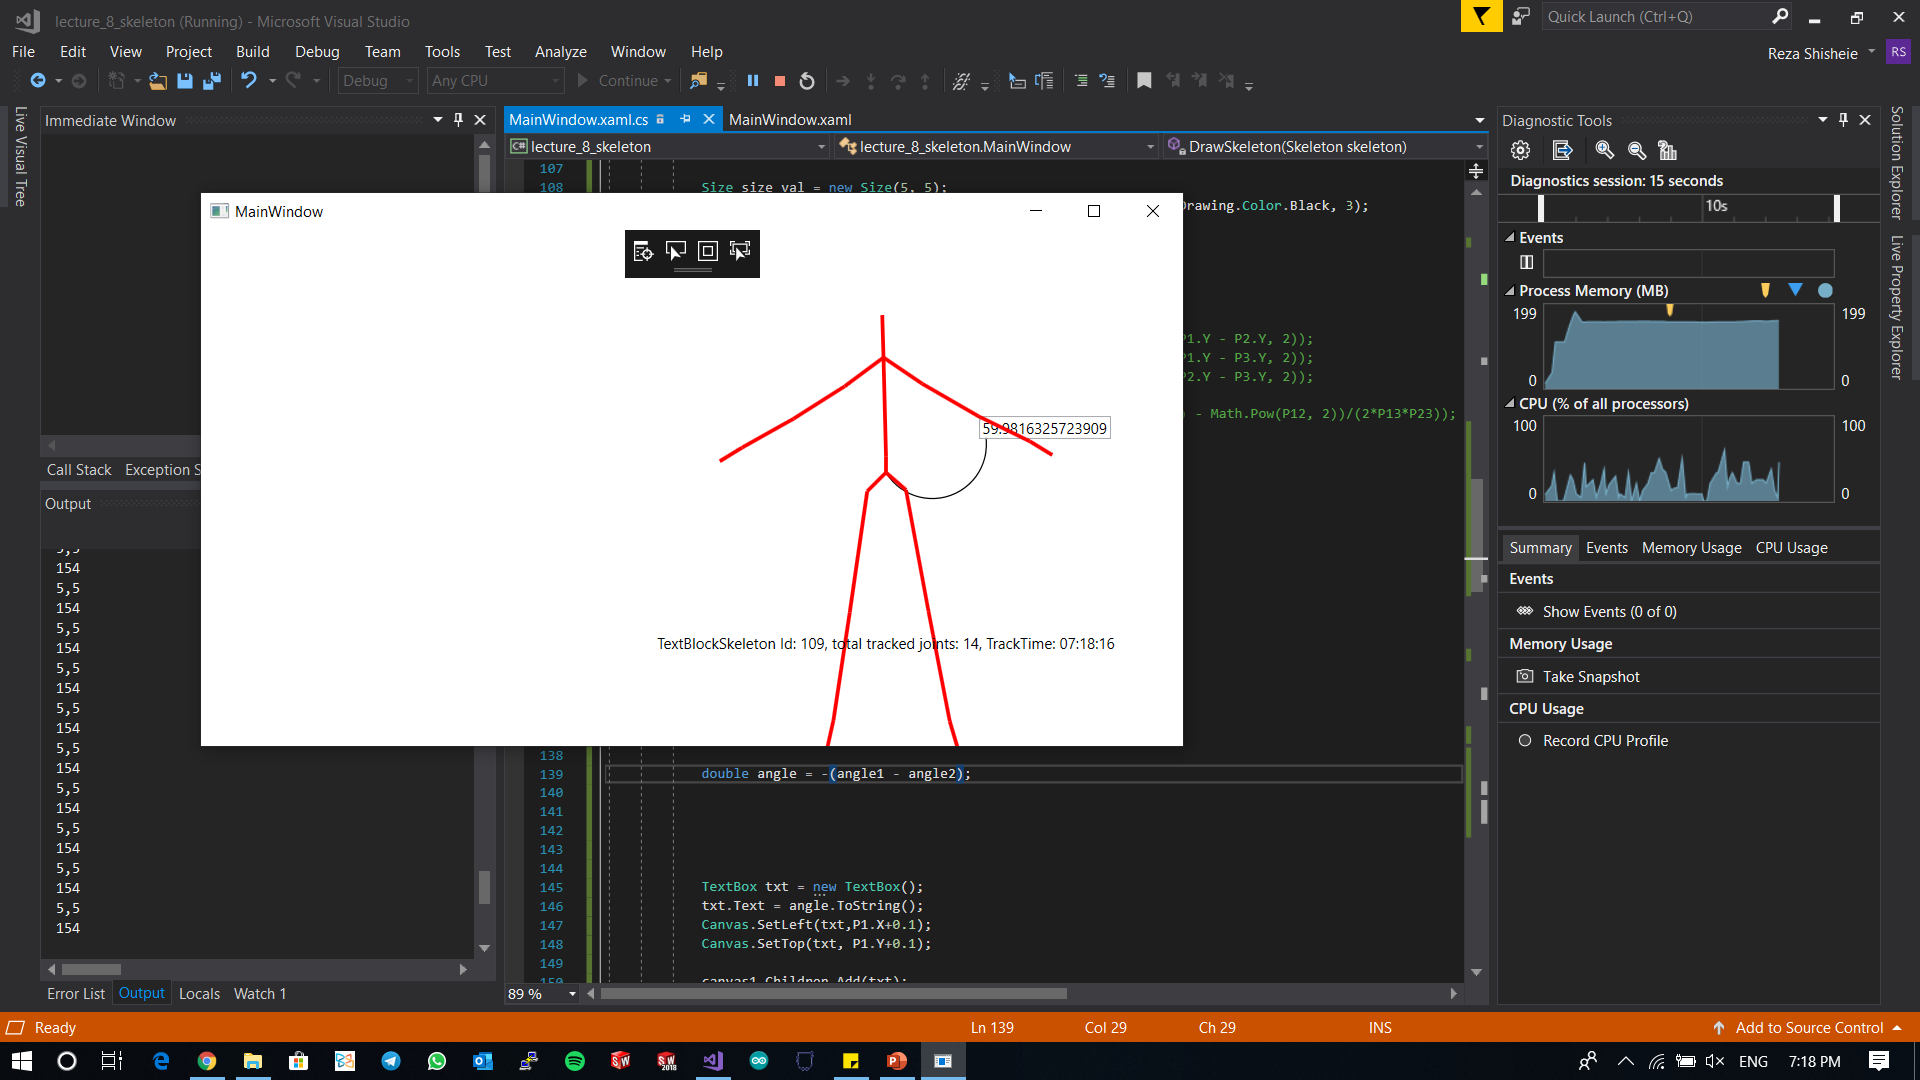 lecture_8_skeleton (Running) - Microsoft Visual Studio
Quick Launch (Ctrl+Q)
File Edit View Project Build Debug Team Tools Test Analyze Window Help
Reza Shisheie RS
Debug Any CPU Continue
Live Visual Tree
Immediate Window
MainWindow.xaml.cs MainWindow.xaml
C# lecture_8_skeleton lecture_8_skeleton.MainWindow DrawSkeleton(Skeleton skeleton)
107
108 Size size_val = new Size(5, 5);
Drawing.Color.Black, 3);
P1.Y - P2.Y, 2));
P1.Y - P3.Y, 2));
P2.Y - P3.Y, 2));
) - Math.Pow(P12, 2))/(2*P13*P23));
MainWindow
59.9816325723909
TextBlockSkeleton Id: 109, total tracked joints: 14, TrackTime: 07:18:16
138
139 double angle = -(angle1 - angle2);
140
141
142
143
144
145 TextBox txt = new TextBox();
146 txt.Text = angle.ToString();
147 Canvas.SetLeft(txt,P1.X+0.1);
148 Canvas.SetTop(txt, P1.Y+0.1);
149
150 canvas1.Children.Add(txt);
89 %
Call Stack Exception S
Output
5,5
154
5,5
154
5,5
154
5,5
154
5,5
154
5,5
154
5,5
154
5,5
154
5,5
154
5,5
154
Error List Output Locals Watch 1
Diagnostic Tools
Diagnostics session: 15 seconds
10s
Events
Process Memory (MB)
199 199
0 0
CPU (% of all processors)
100 100
0 0
Summary Events Memory Usage CPU Usage
Events
Show Events (0 of 0)
Memory Usage
Take Snapshot
CPU Usage
Record CPU Profile
Solution Explorer
Live Property Explorer
Ready Ln 139 Col 29 Ch 29 INS Add to Source Control
ENG 7:18 PM